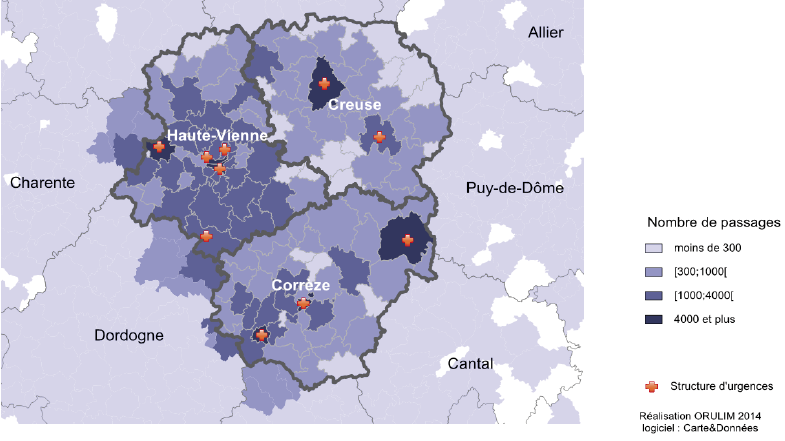 Allier
Creuse
Haute-Vienne
Charente
Puy-de-Dôme
Corrèze
Dordogne
Cantal
Nombre de passages
moins de 300
[300;1000[
[1000;4000[
4000 et plus
Structure d'urgences
Réalisation ORULIM 2014
logiciel : Carte&Données